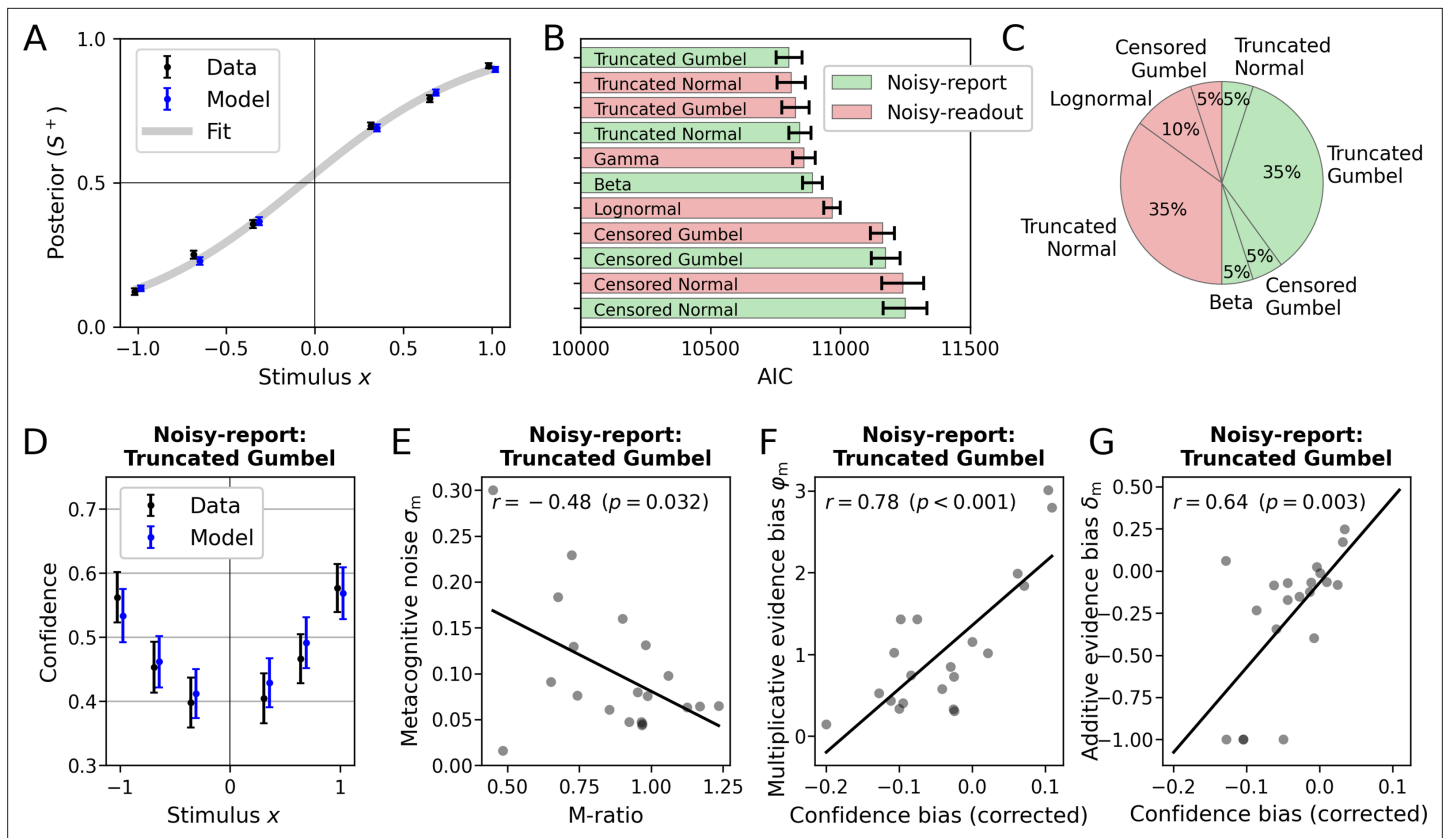 A
1.0
0.5
0.0
Posterior (S⁺)
Data
Model
Fit
−1.0 −0.5 0.0 0.5 1.0
Stimulus x
B
Truncated Gumbel
Truncated Normal
Truncated Gumbel
Truncated Normal
Gamma
Beta
Lognormal
Censored Gumbel
Censored Gumbel
Censored Normal
Censored Normal
Noisy-report
Noisy-readout
10000 10500 11000 11500
AIC
C
Censored
Gumbel
Truncated
Normal
Lognormal
5% 5%
10%
35%
Truncated
Gumbel
35%
Truncated
Normal
5%
5%
Beta
Censored
Gumbel
D
Noisy-report:
Truncated Gumbel
Data
Model
0.7
0.6
0.5
0.4
0.3
Confidence
−1 0 1
Stimulus x
E
Noisy-report:
Truncated Gumbel
r = −0.48 (p = 0.032)
0.30
0.25
0.20
0.15
0.10
0.05
0.00
Metacognitive noise σm
0.50 0.75 1.00 1.25
M-ratio
F
Noisy-report:
Truncated Gumbel
r = 0.78 (p < 0.001)
3
2
1
0
Multiplicative evidence bias φm
−0.2 −0.1 0.0 0.1
Confidence bias (corrected)
G
Noisy-report:
Truncated Gumbel
r = 0.64 (p = 0.003)
0.50
0.25
0.00
−0.25
−0.50
−0.75
−1.00
Additive evidence bias δm
−0.2 −0.1 0.0 0.1
Confidence bias (corrected)